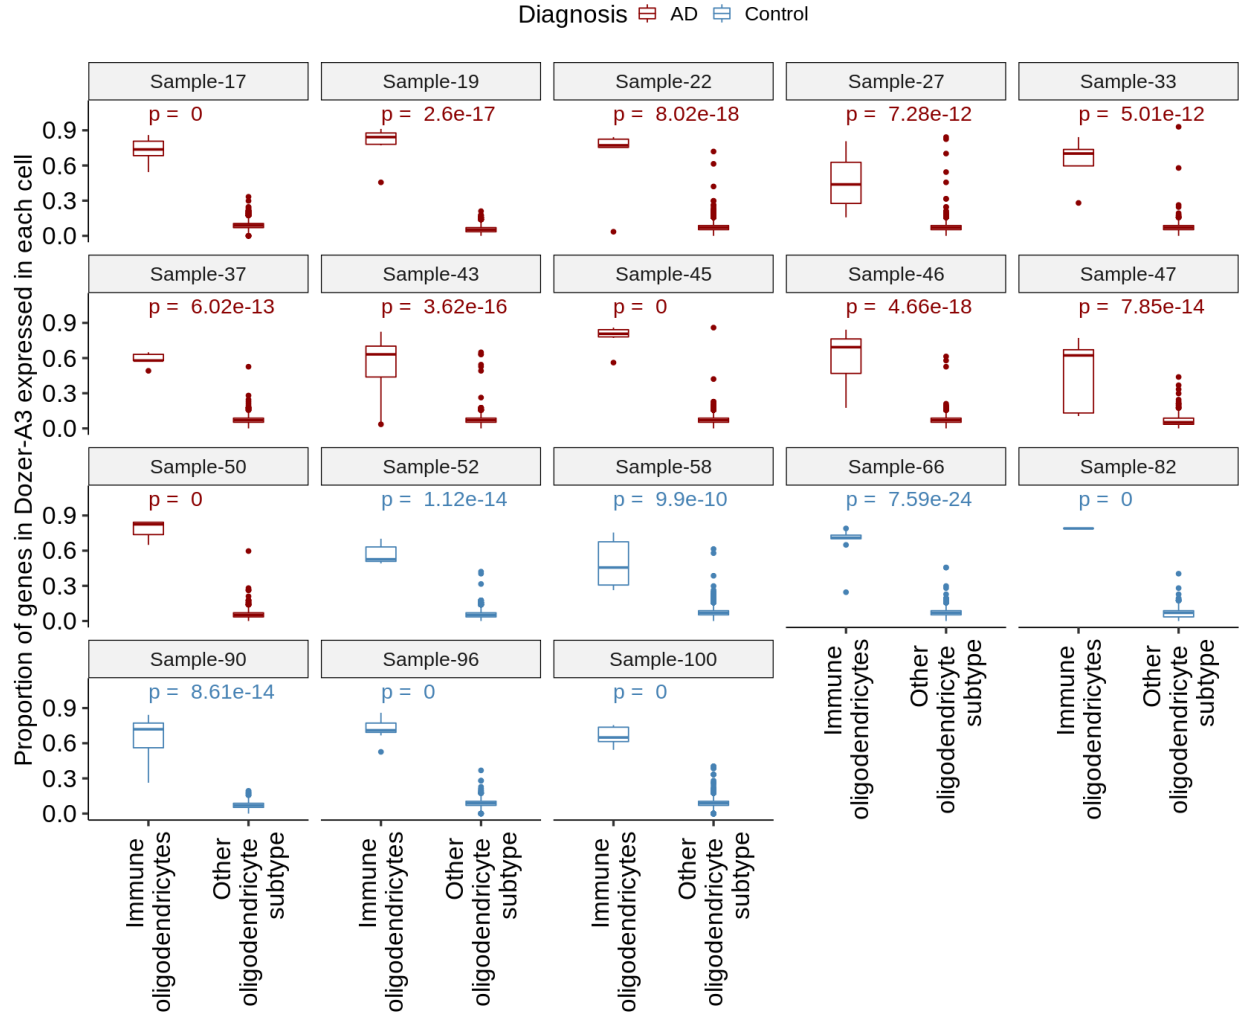 Diagnosis AD Control
Proportion of genes in Dozer-A3 expressed in each cell
Sample-17 Sample-19 Sample-22 Sample-27 Sample-33
p = 0 p = 2.6e-17 p = 8.02e-18 p = 7.28e-12 p = 5.01e-12
0.9
0.6
0.3
0.0
Sample-37 Sample-43 Sample-45 Sample-46 Sample-47
p = 6.02e-13 p = 3.62e-16 p = 0 p = 4.66e-18 p = 7.85e-14
0.9
0.6
0.3
0.0
Sample-50 Sample-52 Sample-58 Sample-66 Sample-82
p = 0 p = 1.12e-14 p = 9.9e-10 p = 7.59e-24 p = 0
0.9
0.6
0.3
0.0
Sample-90 Sample-96 Sample-100
p = 8.61e-14 p = 0 p = 0
0.9
0.6
0.3
0.0
Immune
oligodendricytes
Other
oligodendricyte
subtype
Immune
oligodendricytes
Other
oligodendricyte
subtype
Immune
oligodendricytes
Other
oligodendricyte
subtype
Immune
oligodendricytes
Other
oligodendricyte
subtype
Immune
oligodendricytes
Other
oligodendricyte
subtype